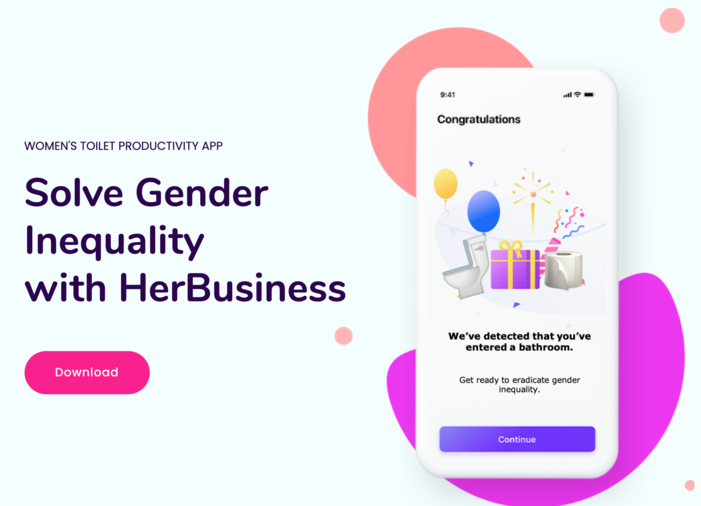 WOMEN'S TOILET PRODUCTIVITY APP
Solve Gender
Inequality
with HerBusiness
Download
9:41
Congratulations
We've detected that you've
entered a bathroom.
Get ready to eradicate gender
inequality.
Continue